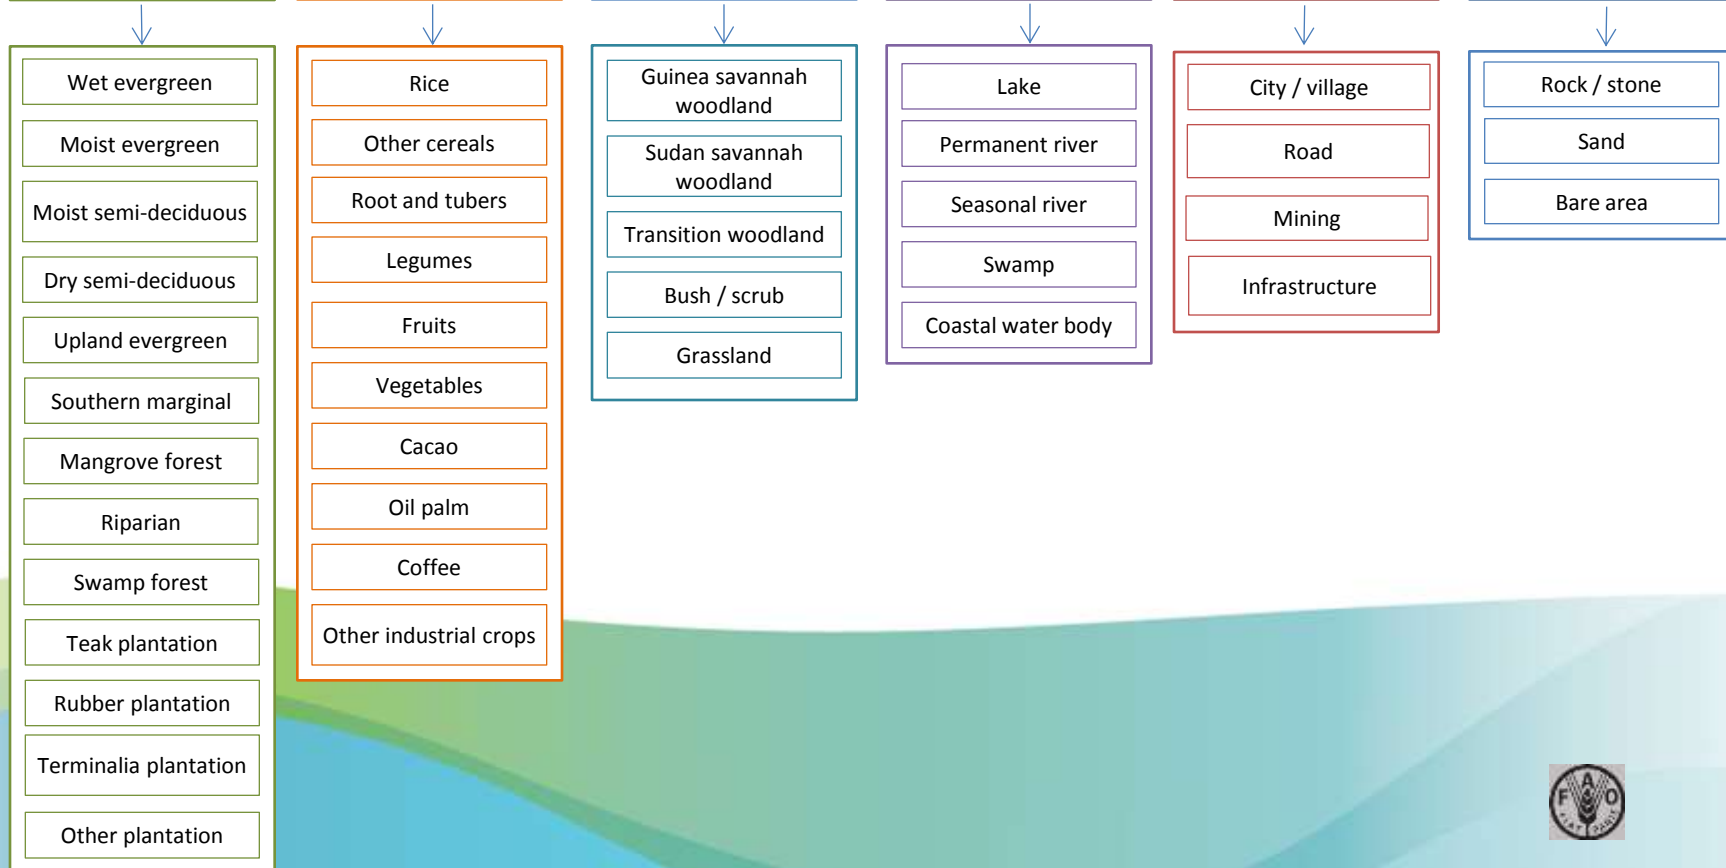 Wet evergreen
Moist evergreen
Moist semi-deciduous
Dry semi-deciduous
Upland evergreen
Southern marginal
Mangrove forest
Riparian
Swamp forest
Teak plantation
Rubber plantation
Terminalia plantation
Other plantation
Rice
Other cereals
Root and tubers
Legumes
Fruits
Vegetables
Cacao
Oil palm
Coffee
Other industrial crops
Guinea savannah
woodland
Sudan savannah
woodland
Transition woodland
Bush / scrub
Grassland
Lake
Permanent river
Seasonal river
Swamp
Coastal water body
City / village
Road
Mining
Infrastructure
Rock / stone
Sand
Bare area
F A O
FIAT PANIS